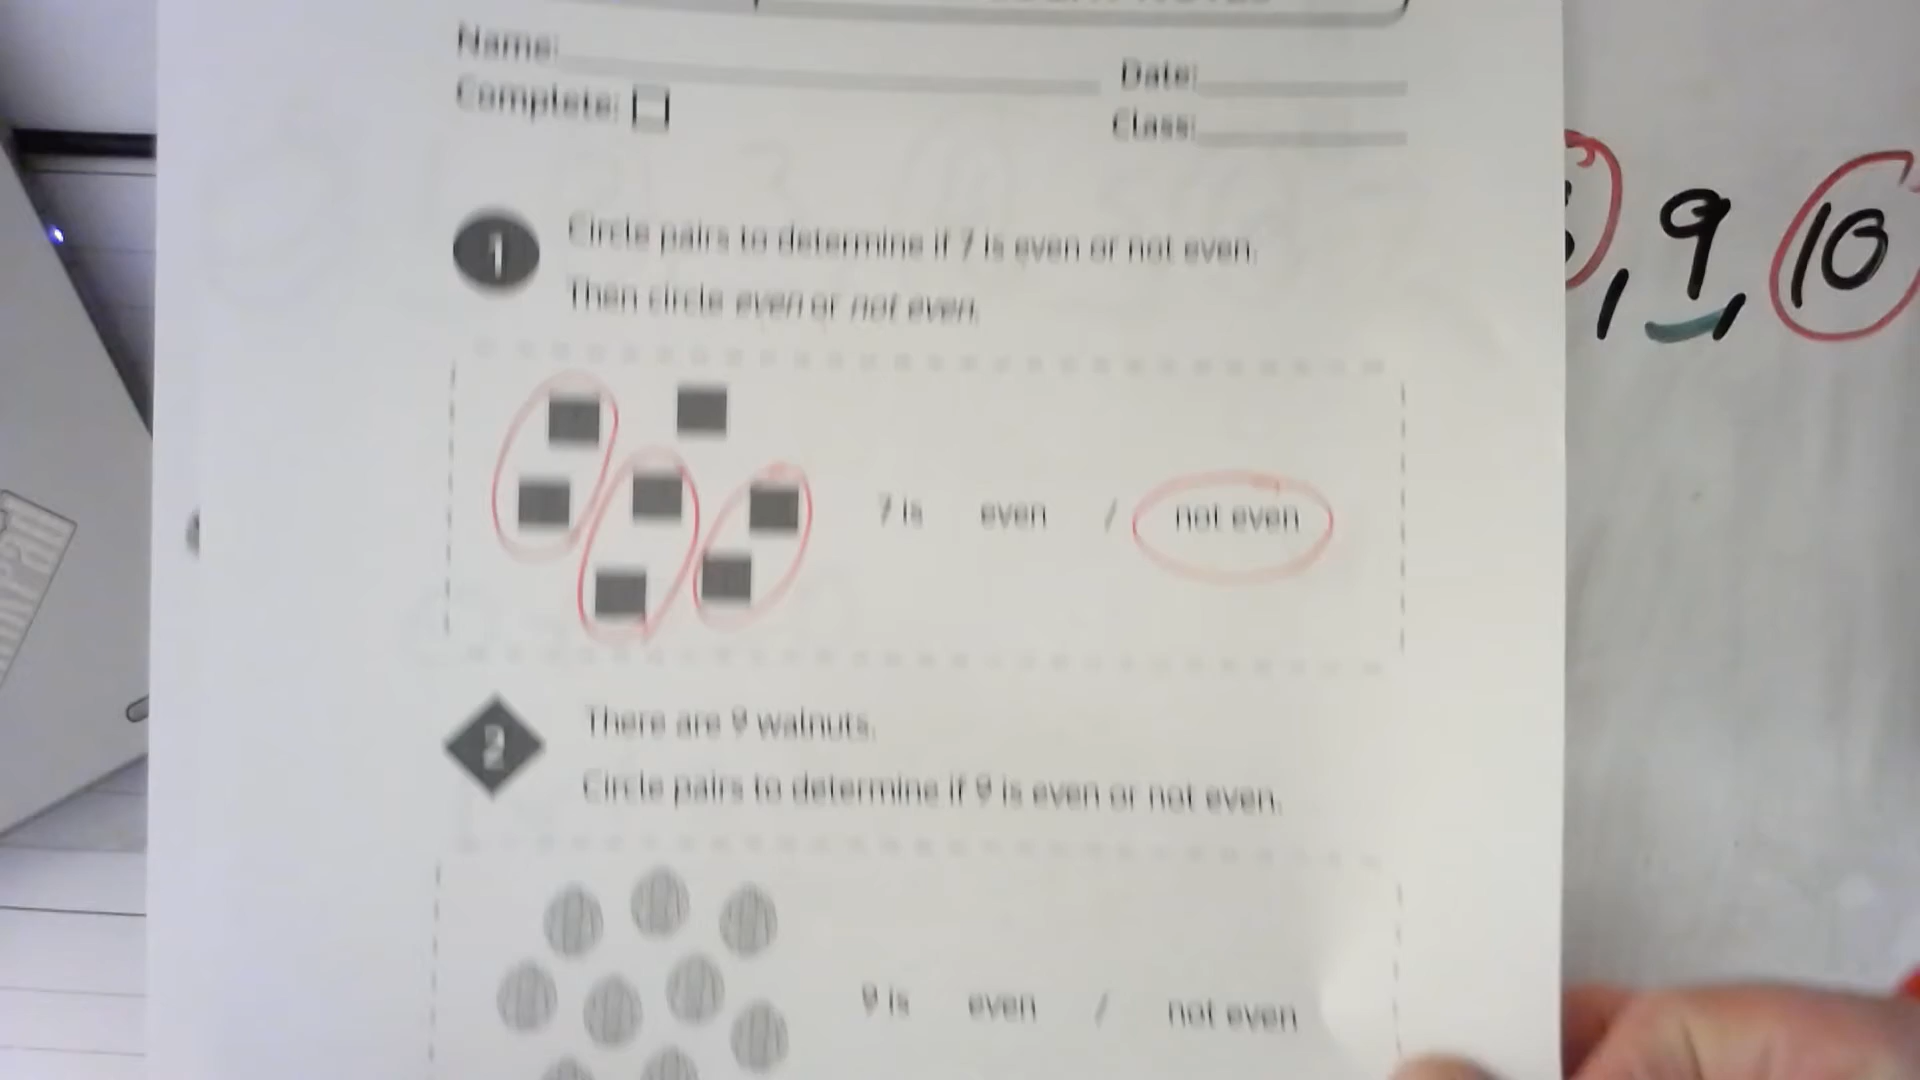 Name:
Date:
Complete:
Class:
1
Circle pairs to determine if 7 is even or not even.
Then circle even or not even.
7 is even / not even
2
There are 9 walnuts.
Circle pairs to determine if 9 is even or not even.
9 is even / not even
, 9, 10